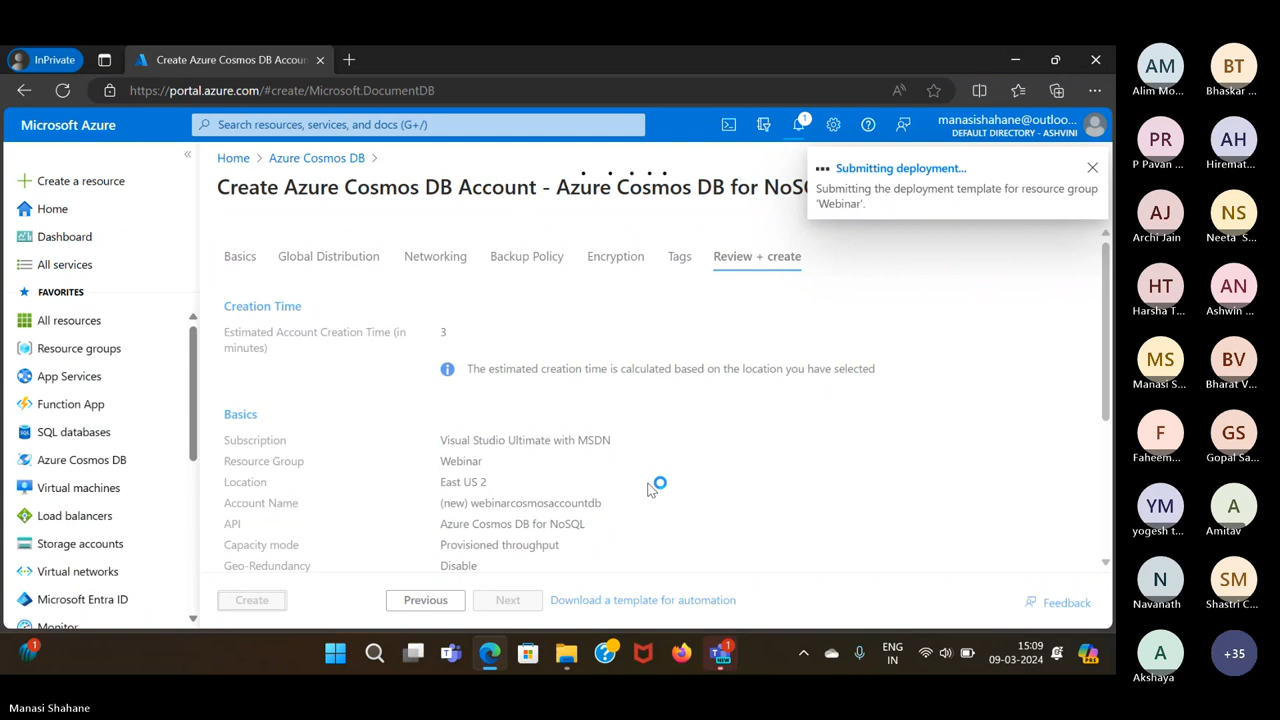 InPrivate
Create Azure Cosmos DB Accoun
https://portal.azure.com/#create/Microsoft.DocumentDB
Microsoft Azure
Search resources, services, and docs (G+/)
1
manasishahane@outloo...
DEFAULT DIRECTORY - ASHVINI
Home > Azure Cosmos DB >
Create Azure Cosmos DB Account - Azure Cosmos DB for NoSQ
Submitting deployment...
Submitting the deployment template for resource group
'Webinar'.
Create a resource
Home
Dashboard
All services
FAVORITES
All resources
Resource groups
App Services
Function App
SQL databases
Azure Cosmos DB
Virtual machines
Load balancers
Storage accounts
Virtual networks
Microsoft Entra ID
Monitor
Basics Global Distribution Networking Backup Policy Encryption Tags Review + create
Creation Time
Estimated Account Creation Time (in
minutes)
3
The estimated creation time is calculated based on the location you have selected
Basics
Subscription Visual Studio Ultimate with MSDN
Resource Group Webinar
Location East US 2
Account Name (new) webinarcosmosaccountdb
API Azure Cosmos DB for NoSQL
Capacity mode Provisioned throughput
Geo-Redundancy Disable
Create Previous Next Download a template for automation Feedback
1
NEW
1
ENG
IN
15:09
09-03-2024
PRE
Manasi Shahane
AM BT
Alim Mo... Bhaskar ...
PR AH
P Pavan ... Hiremat...
AJ NS
Archi Jain Neeta S...
HT AN
Harsha T... Ashwin ...
MS BV
Manasi S... Bharat V...
F GS
Faheem... Gopal Sa...
YM A
yogesh t... Amitav
N SM
Navanath Shastri C...
A +35
Akshaya